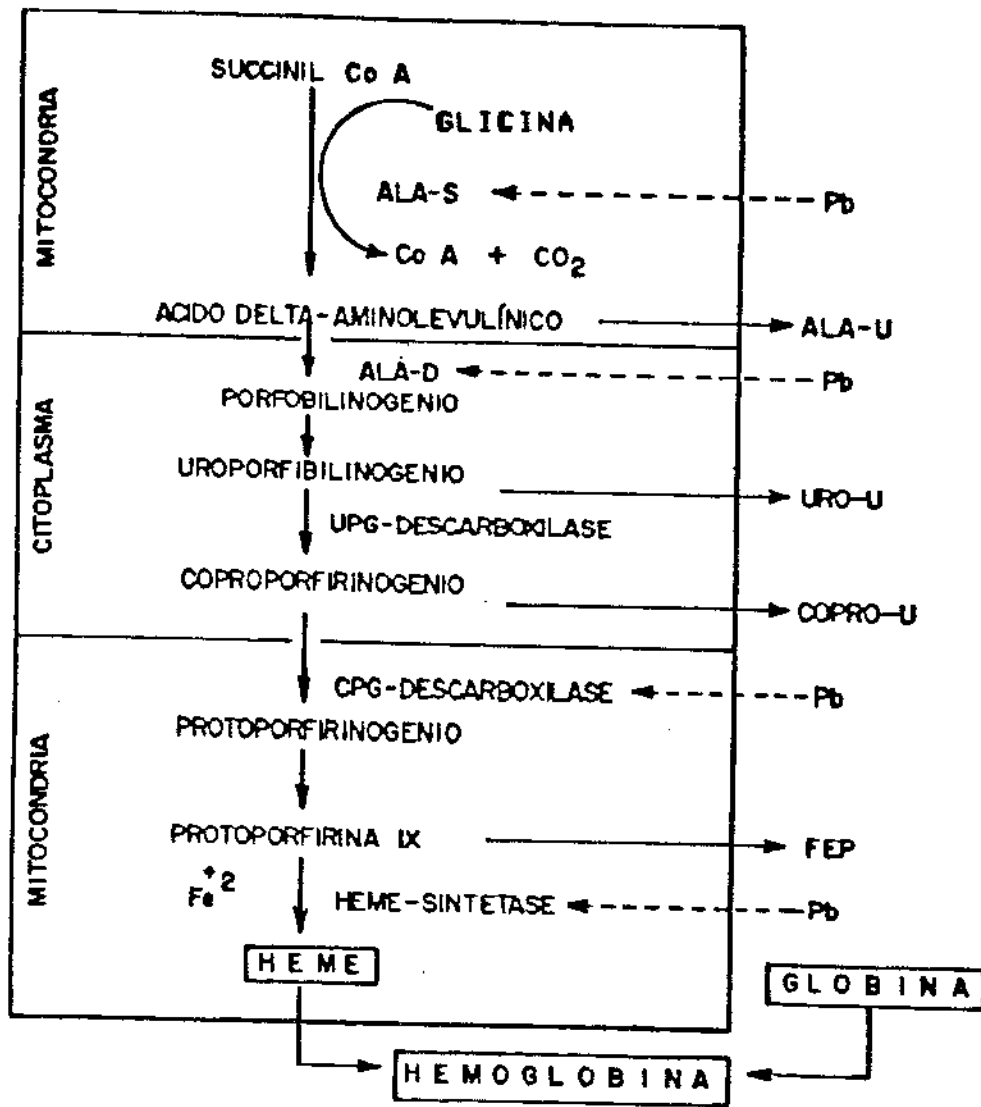 MITOCONDRIA
SUCCINIL Co A
GLICINA
ALA-S
Pb
Co A + CO2
ACIDO DELTA-AMINOLEVULÍNICO
ALA-U
CITOPLASMA
ALA-D
Pb
PORFOBILINOGENIO
UROPORFIBILINOGENIO
URO-U
UPG-DESCARBOXILASE
COPROPORFIRINOGENIO
COPRO-U
MITOCONDRIA
CPG-DESCARBOXILASE
Pb
PROTOPORFIRINOGENIO
PROTOPORFIRINA IX
FEP
Fe+2
HEME-SINTETASE
Pb
HEME
GLOBINA
HEMOGLOBINA